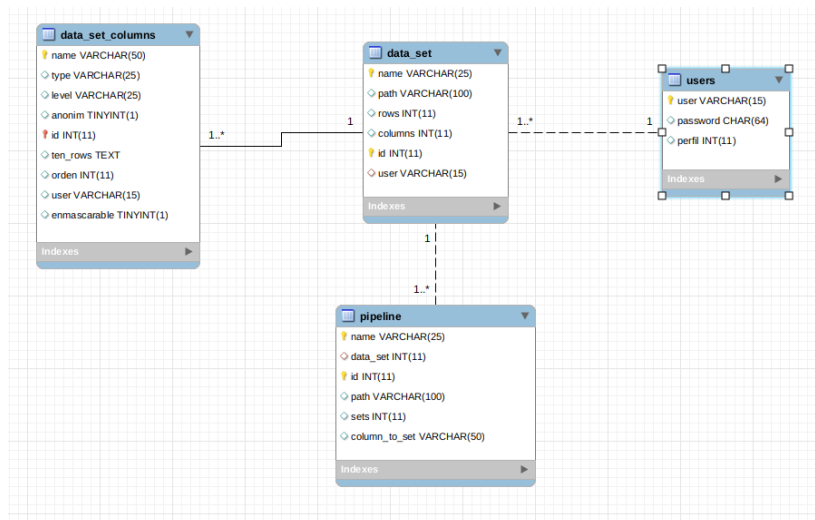 data_set_columns
name VARCHAR(50)
type VARCHAR(25)
level VARCHAR(25)
anonim TINYINT(1)
id INT(11)
ten_rows TEXT
orden INT(11)
user VARCHAR(15)
enmascarable TINYINT(1)
Indexes
1..*
1
data_set
name VARCHAR(25)
path VARCHAR(100)
rows INT(11)
columns INT(11)
id INT(11)
user VARCHAR(15)
Indexes
1..*
1
users
user VARCHAR(15)
password CHAR(64)
perfil INT(11)
Indexes
1
1..*
pipeline
name VARCHAR(25)
data_set INT(11)
id INT(11)
path VARCHAR(100)
sets INT(11)
column_to_set VARCHAR(50)
Indexes